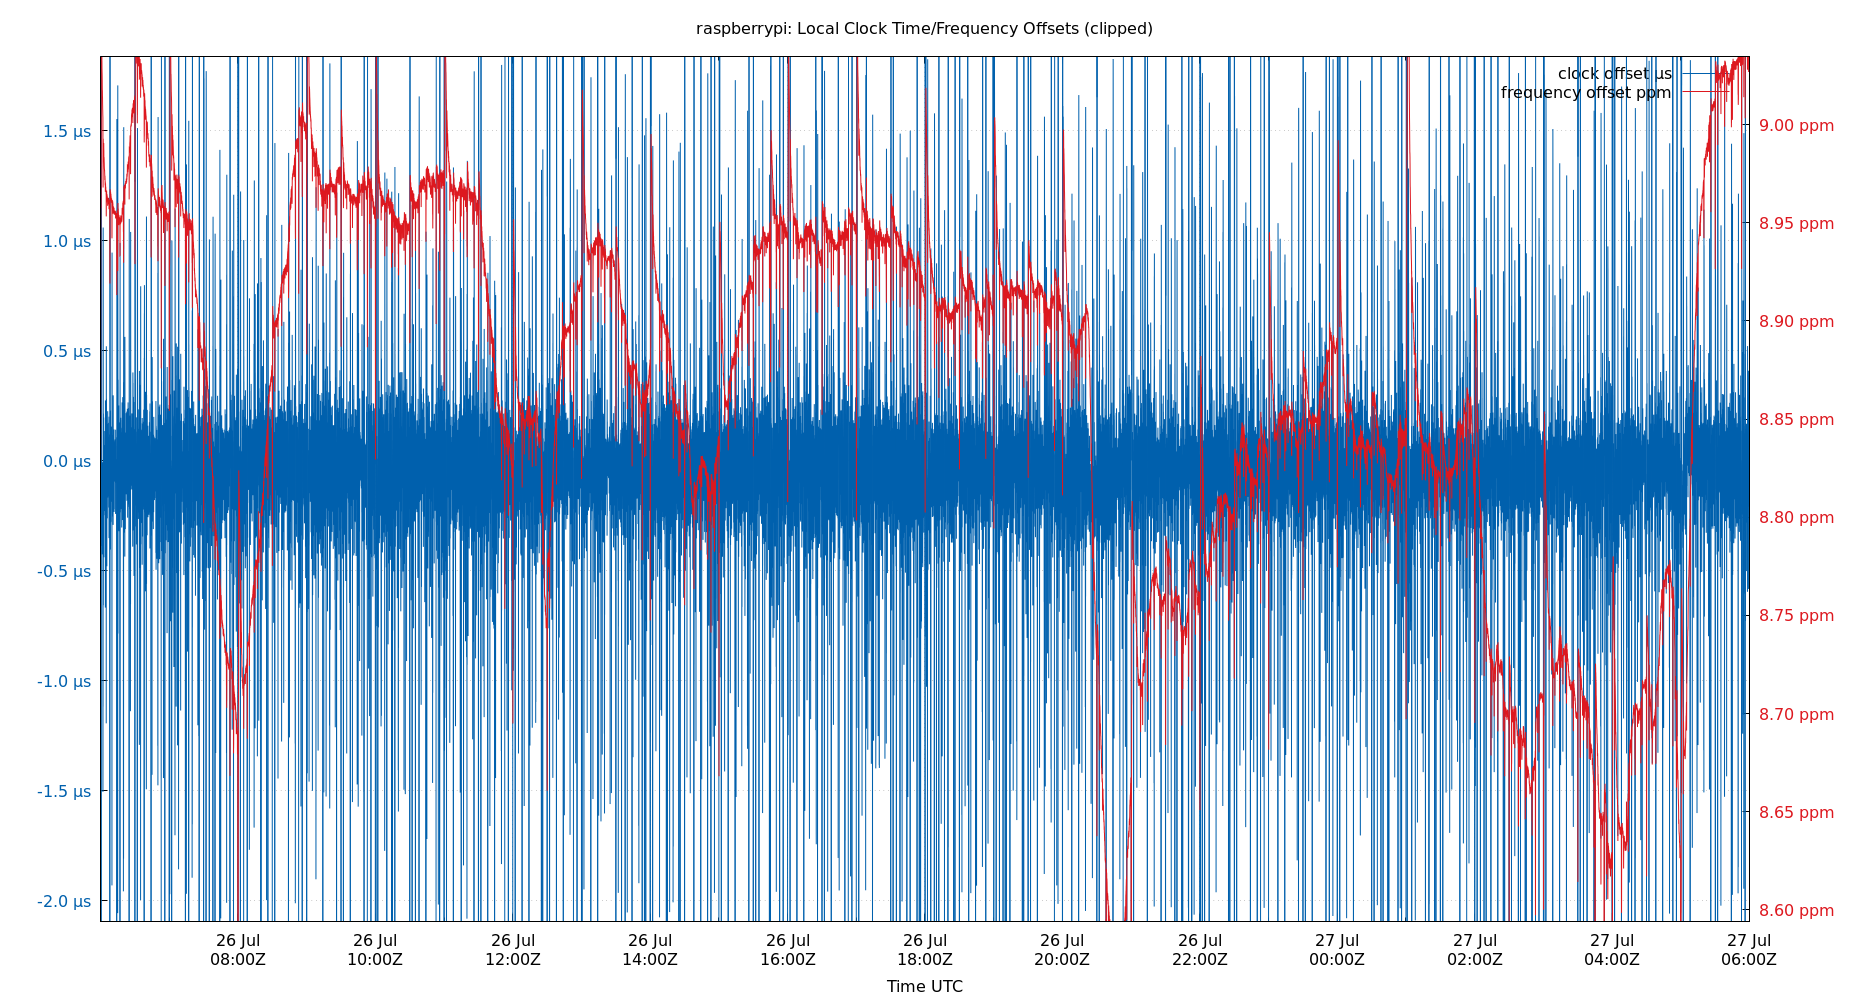 raspberrypi: Local Clock Time/Frequency Offsets (clipped)
clock offset µs
frequency offset ppm
1.5 µs
1.0 µs
0.5 µs
0.0 µs
-0.5 µs
-1.0 µs
-1.5 µs
-2.0 µs
9.00 ppm
8.95 ppm
8.90 ppm
8.85 ppm
8.80 ppm
8.75 ppm
8.70 ppm
8.65 ppm
8.60 ppm
26 Jul 26 Jul 26 Jul 26 Jul 26 Jul 26 Jul 26 Jul 26 Jul 27 Jul 27 Jul 27 Jul 27 Jul
08:00Z 10:00Z 12:00Z 14:00Z 16:00Z 18:00Z 20:00Z 22:00Z 00:00Z 02:00Z 04:00Z 06:00Z
Time UTC